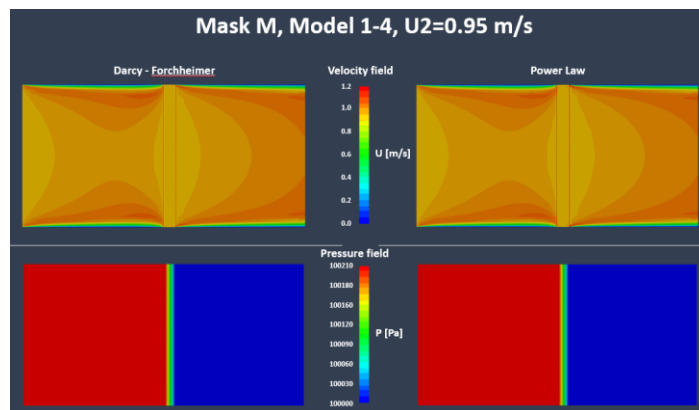 Mask M, Model 1-4, U2=0.95 m/s
Darcy - Forchheimer
Velocity field
Power Law
1.2
1.0
0.8
0.6
U [m/s]
0.4
0.2
0.0
Pressure field
100210
100180
100160
100120
P [Pa]
100090
100060
100030
100000